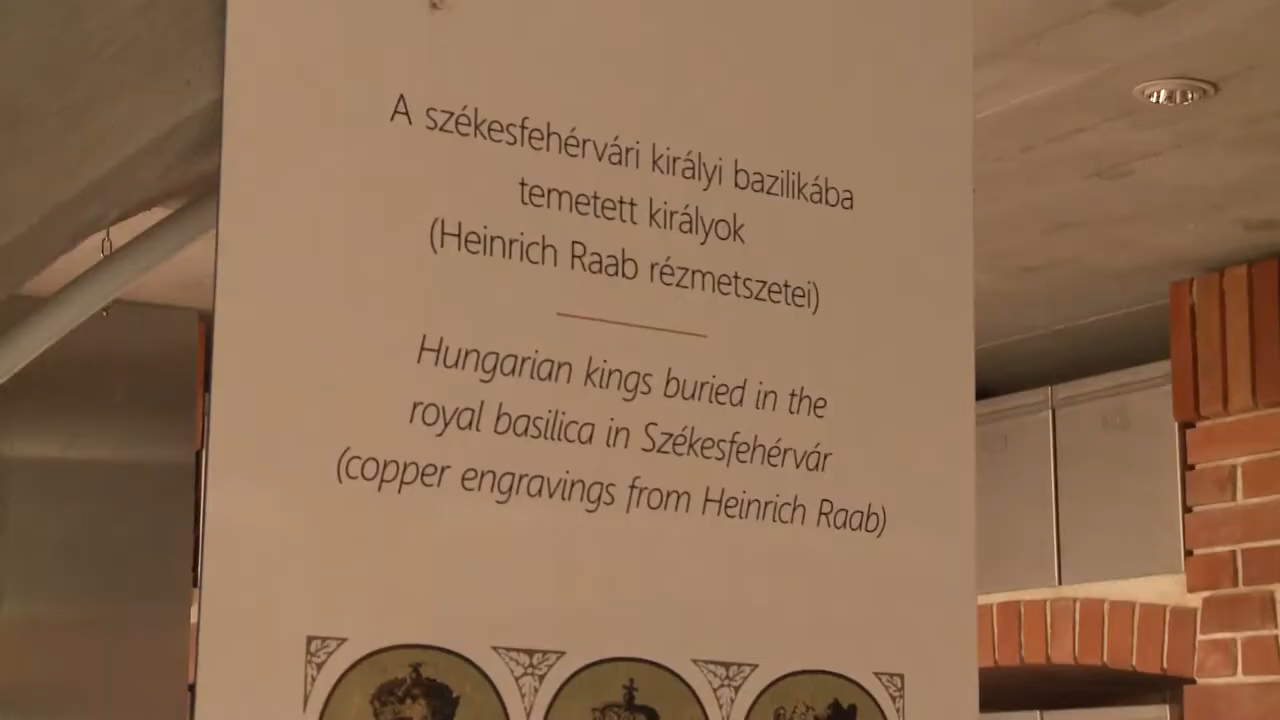 A székesfehérvári királyi bazilikába
temetett királyok
(Heinrich Raab rézmetszetei)
Hungarian kings buried in the
royal basilica in Székesfehérvár
(copper engravings from Heinrich Raab)